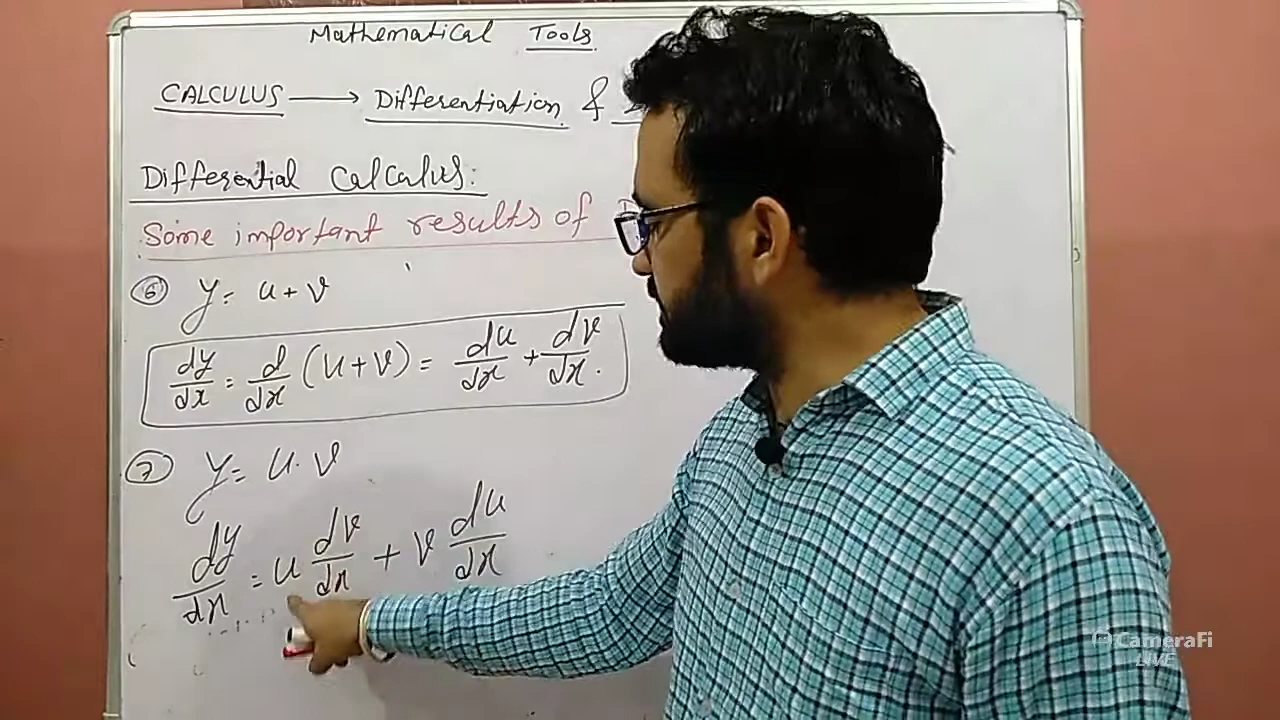 Mathematical Tools
CALCULUS → Differentiation &
Differential Calculus:
Some important results of
⑥ y = u + v
dy/dx = d/dx (u + v) = du/dx + dv/dx.
⑦ y = u · v
dy/dx = u dv/dx + v du/dx
CameraFi
LIVE